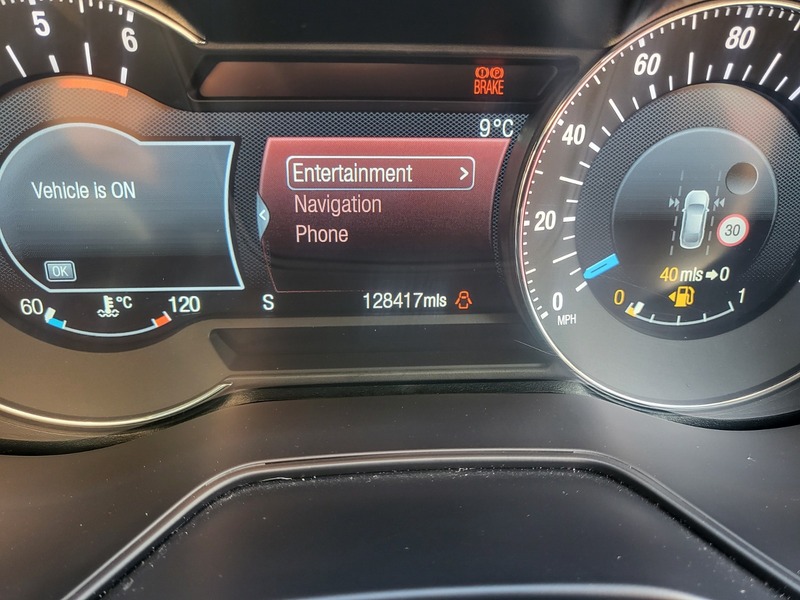 5
6
BRAKE
9°C
Vehicle is ON
OK
60 °C 120
Entertainment >
Navigation
Phone
S 128417mls
0
20
40
60
80
MPH
30
40 mls→0
0 1